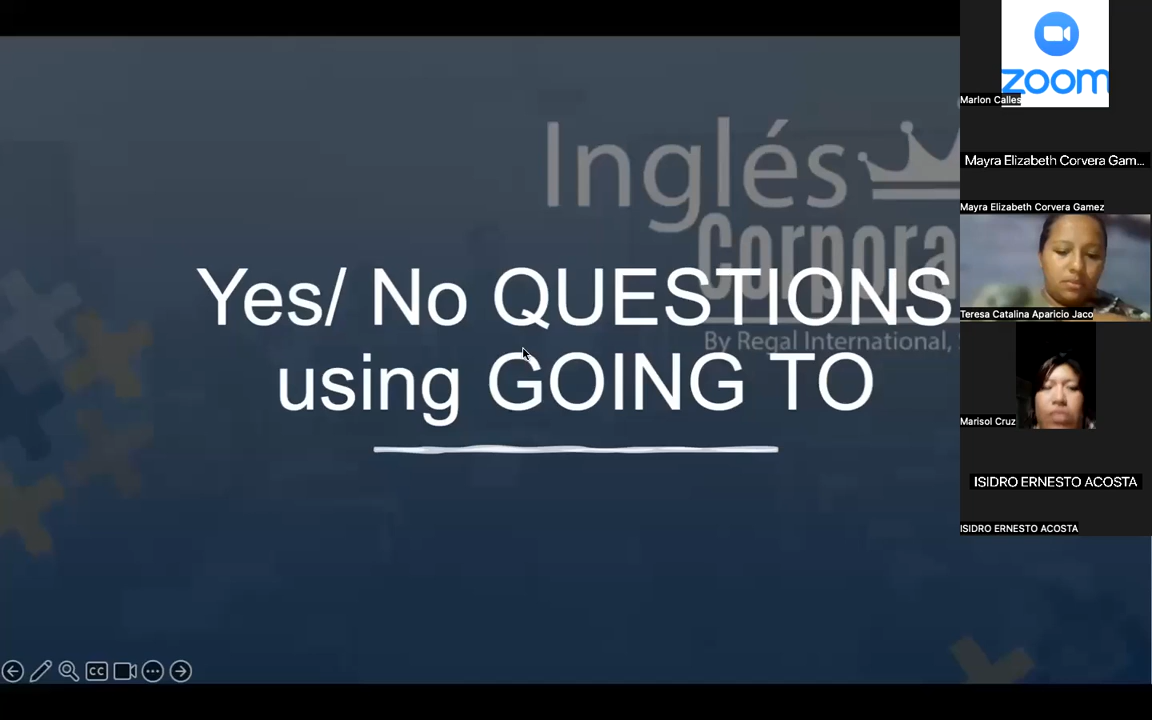 Inglés
Corpora
Yes/ No QUESTIONS
By Regal International,
using GOING TO
CC
zoom
Marlon Calles
Mayra Elizabeth Corvera Gam...
Mayra Elizabeth Corvera Gamez
Teresa Catalina Aparicio Jaco
Marisol Cruz
ISIDRO ERNESTO ACOSTA
ISIDRO ERNESTO ACOSTA